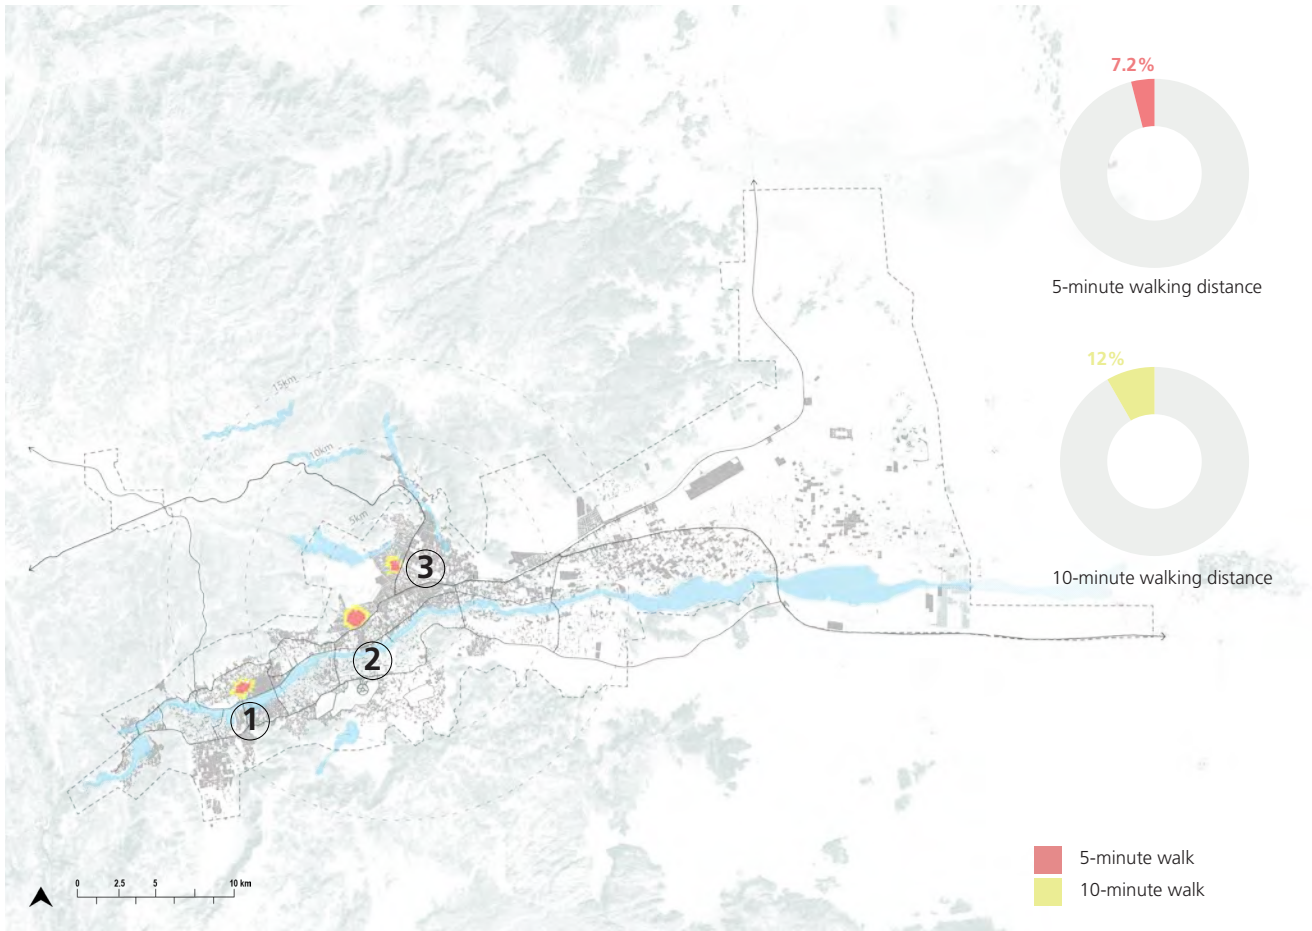 7.2%
5-minute walking distance
12%
10-minute walking distance
15km
10km
5km
3
2
1
0 2.5 5 10 km
5-minute walk
10-minute walk